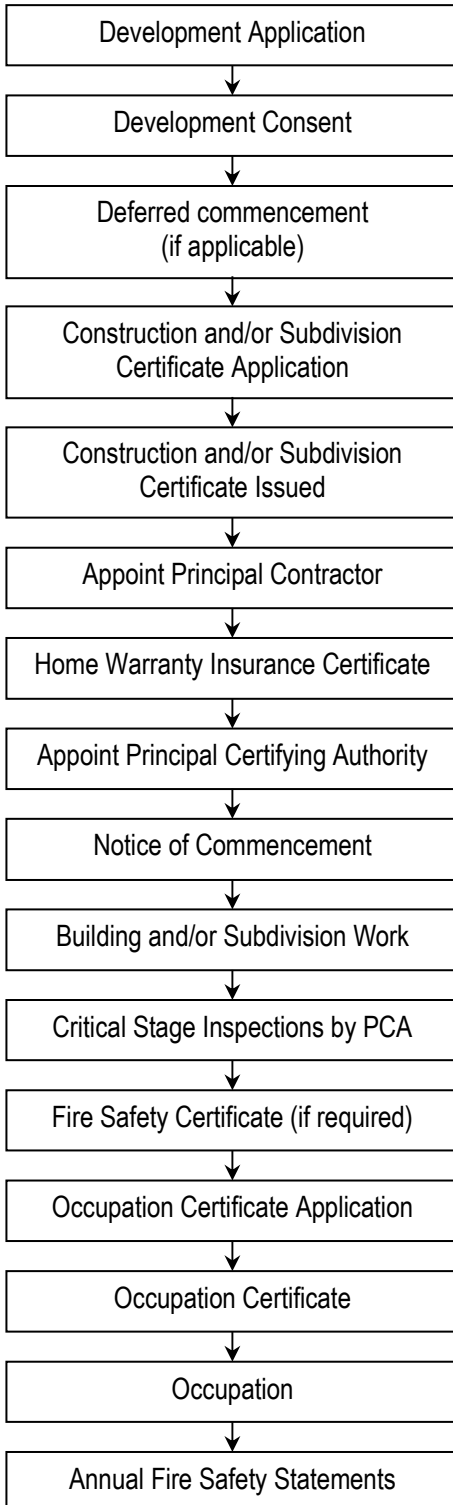 Development Application
Development Consent
Deferred commencement
(if applicable)
Construction and/or Subdivision
Certificate Application
Construction and/or Subdivision
Certificate Issued
Appoint Principal Contractor
Home Warranty Insurance Certificate
Appoint Principal Certifying Authority
Notice of Commencement
Building and/or Subdivision Work
Critical Stage Inspections by PCA
Fire Safety Certificate (if required)
Occupation Certificate Application
Occupation Certificate
Occupation
Annual Fire Safety Statements